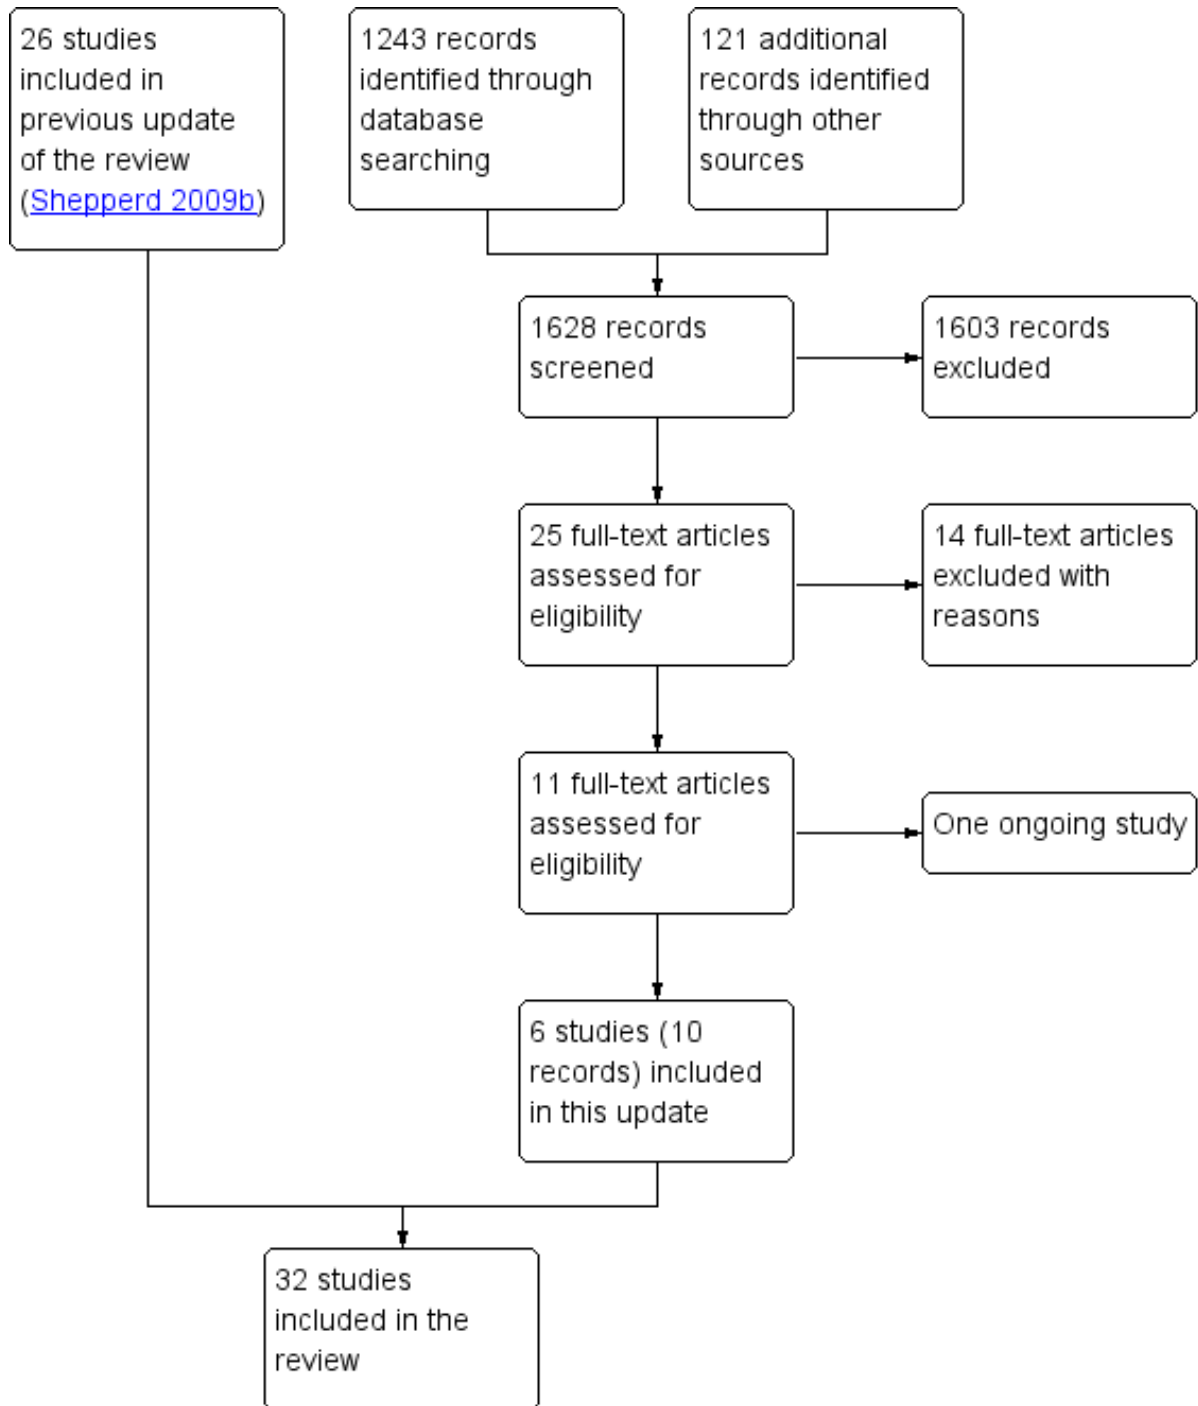 26 studies
included in
previous update
of the review
(Shepperd 2009b)
1243 records
identified through
database
searching
121 additional
records identified
through other
sources
1628 records
screened
1603 records
excluded
25 full-text articles
assessed for
eligibility
14 full-text articles
excluded with
reasons
11 full-text articles
assessed for
eligibility
One ongoing study
6 studies (10
records) included
in this update
32 studies
included in the
review